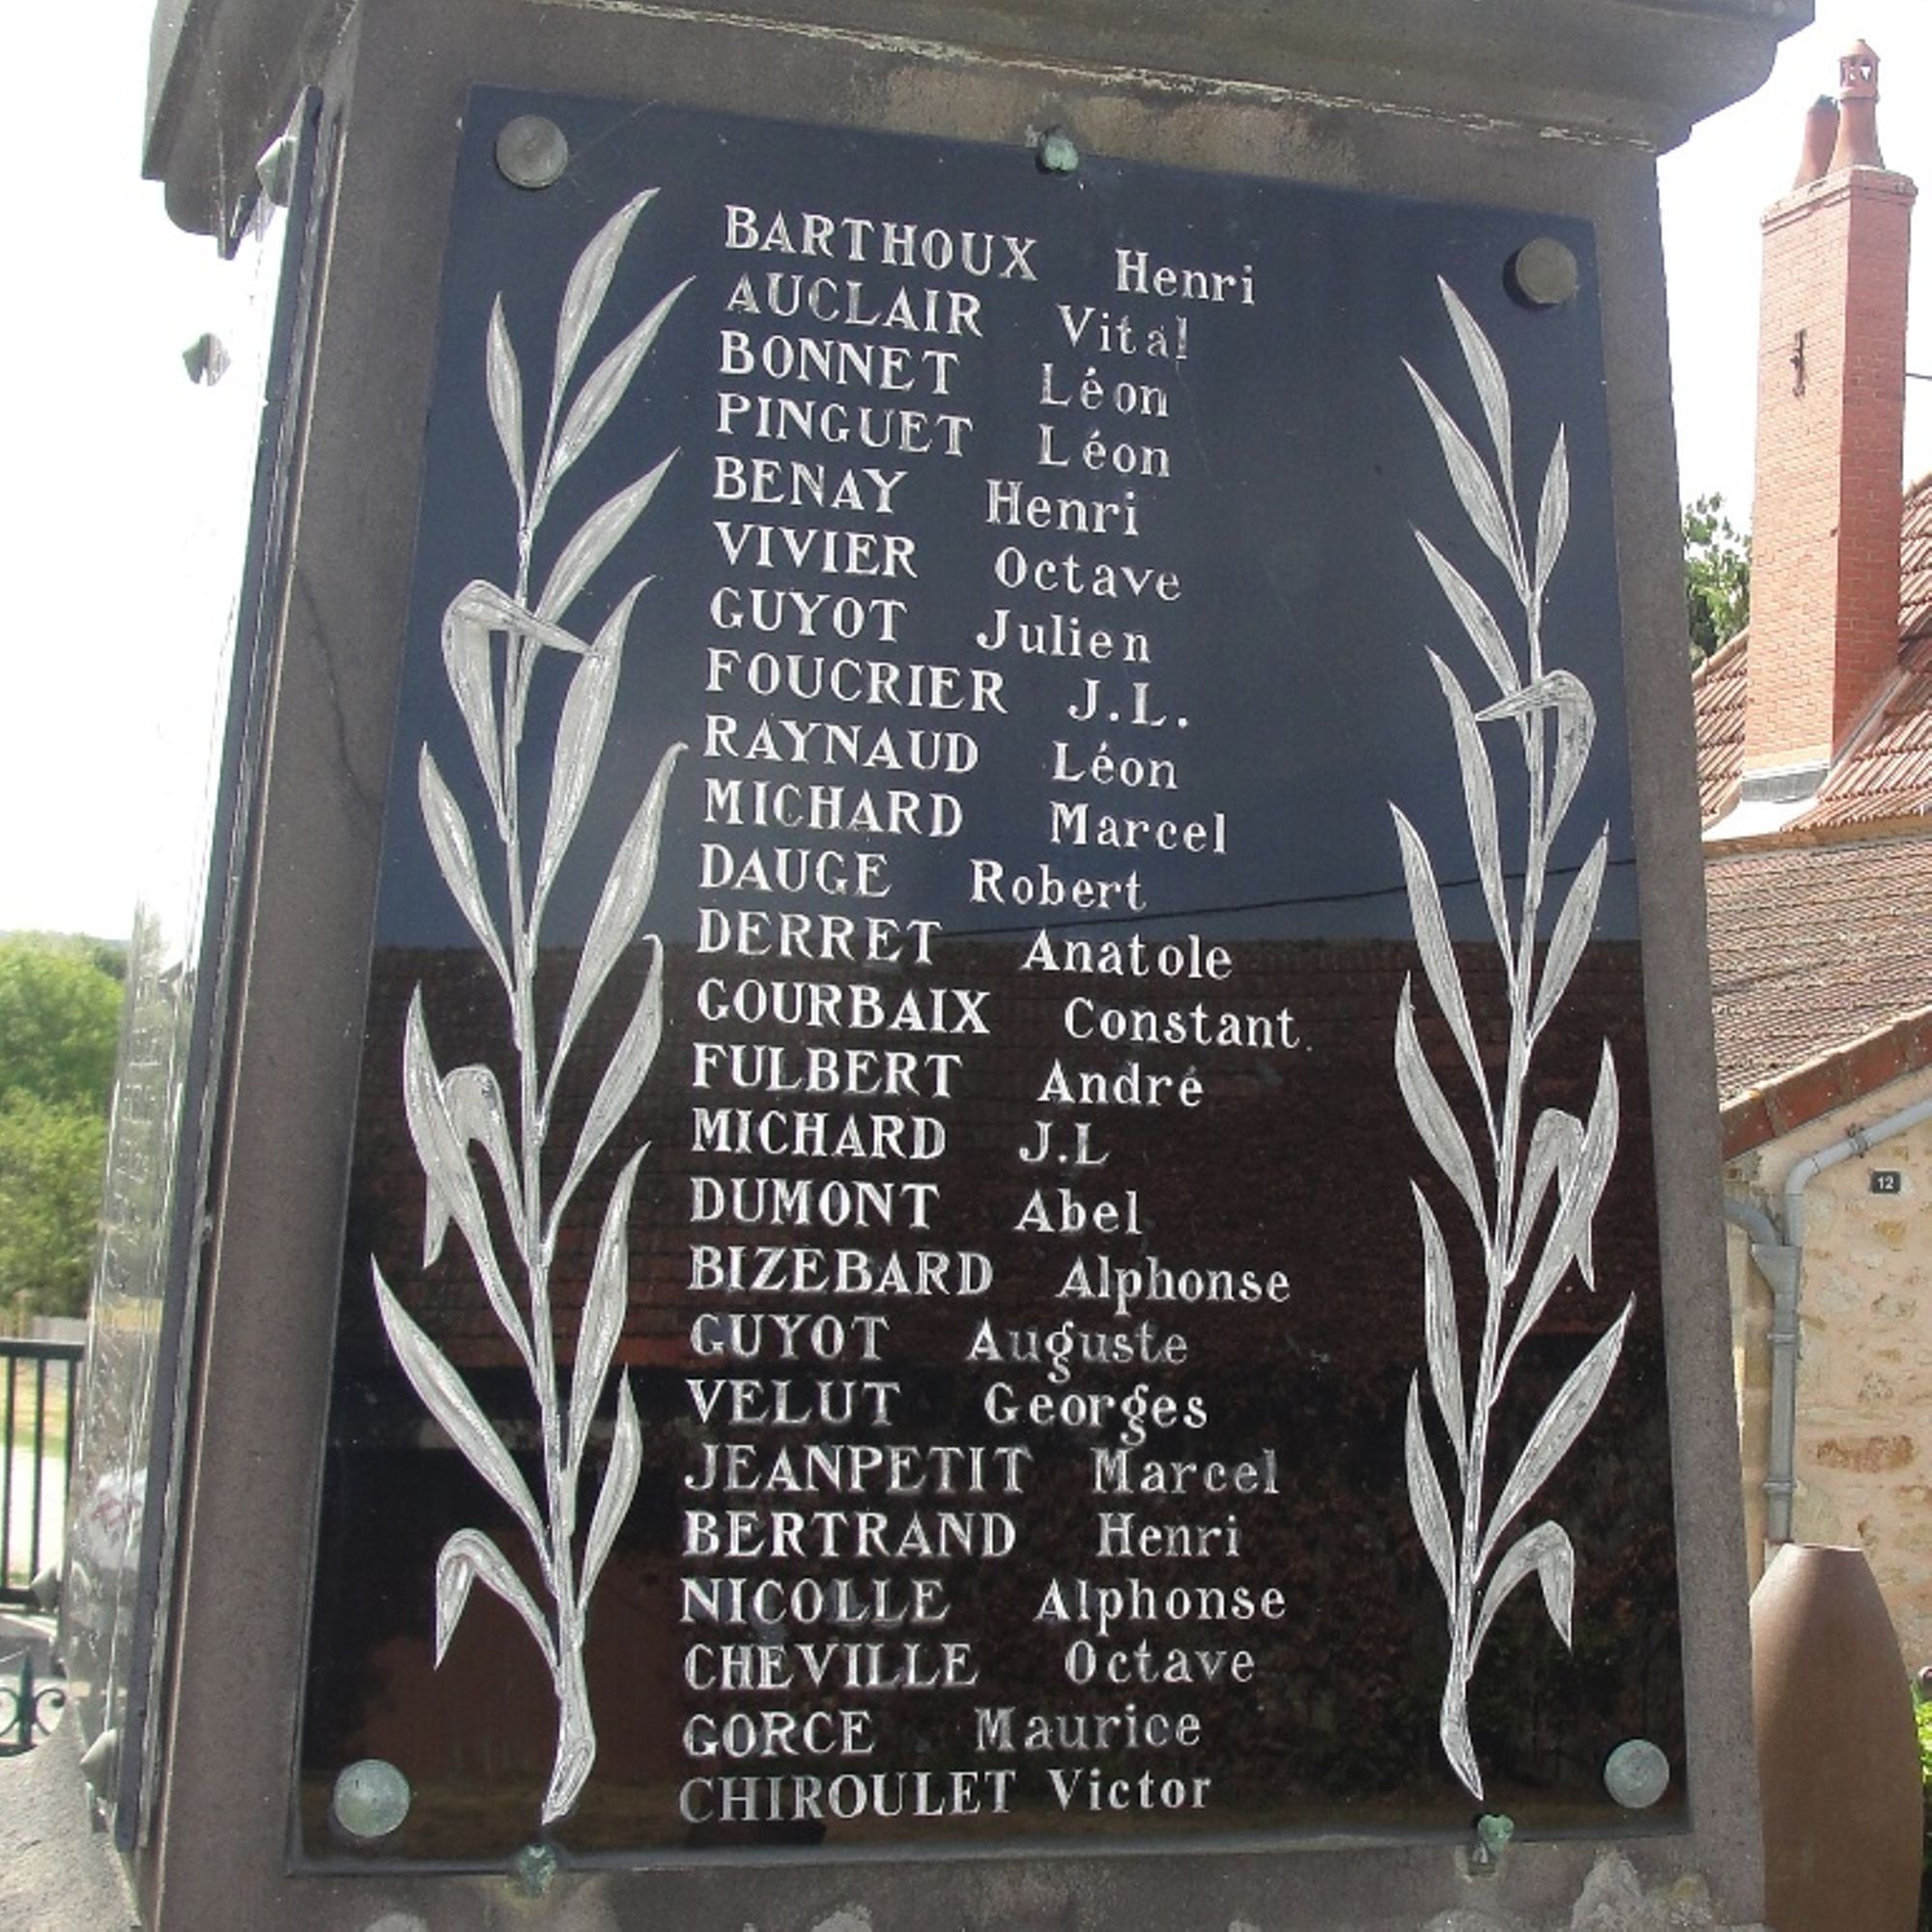 BARTHOUX Henri
AUCLAIR Vital
BONNET Léon
PINGUET Léon
BENAY Henri
VIVIER Octave
GUYOT Julien
FOUCRIER J.L.
RAYNAUD Léon
MICHARD Marcel
DAUGE Robert
DERRET Anatole
GOURBAIX Constant
FULBERT André
MICHARD J.L
DUMONT Abel
BIZEBARD Alphonse
GUYOT Auguste
VELUT Georges
JEANPETIT Marcel
BERTRAND Henri
NICOLLE Alphonse
CHEVILLE Octave
GORCE Maurice
CHIROULET Victor
12